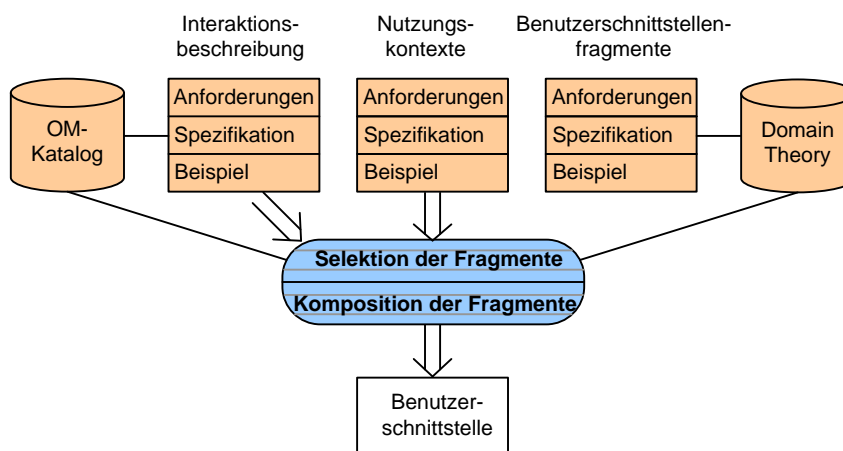 Interaktions-
beschreibung
Nutzungs-
kontexte
Benutzerschnittstellen-
fragmente
OM-
Katalog
Anforderungen
Spezifikation
Beispiel
Anforderungen
Spezifikation
Beispiel
Anforderungen
Spezifikation
Beispiel
Domain
Theory
Selektion der Fragmente
Komposition der Fragmente
Benutzer-
schnittstelle